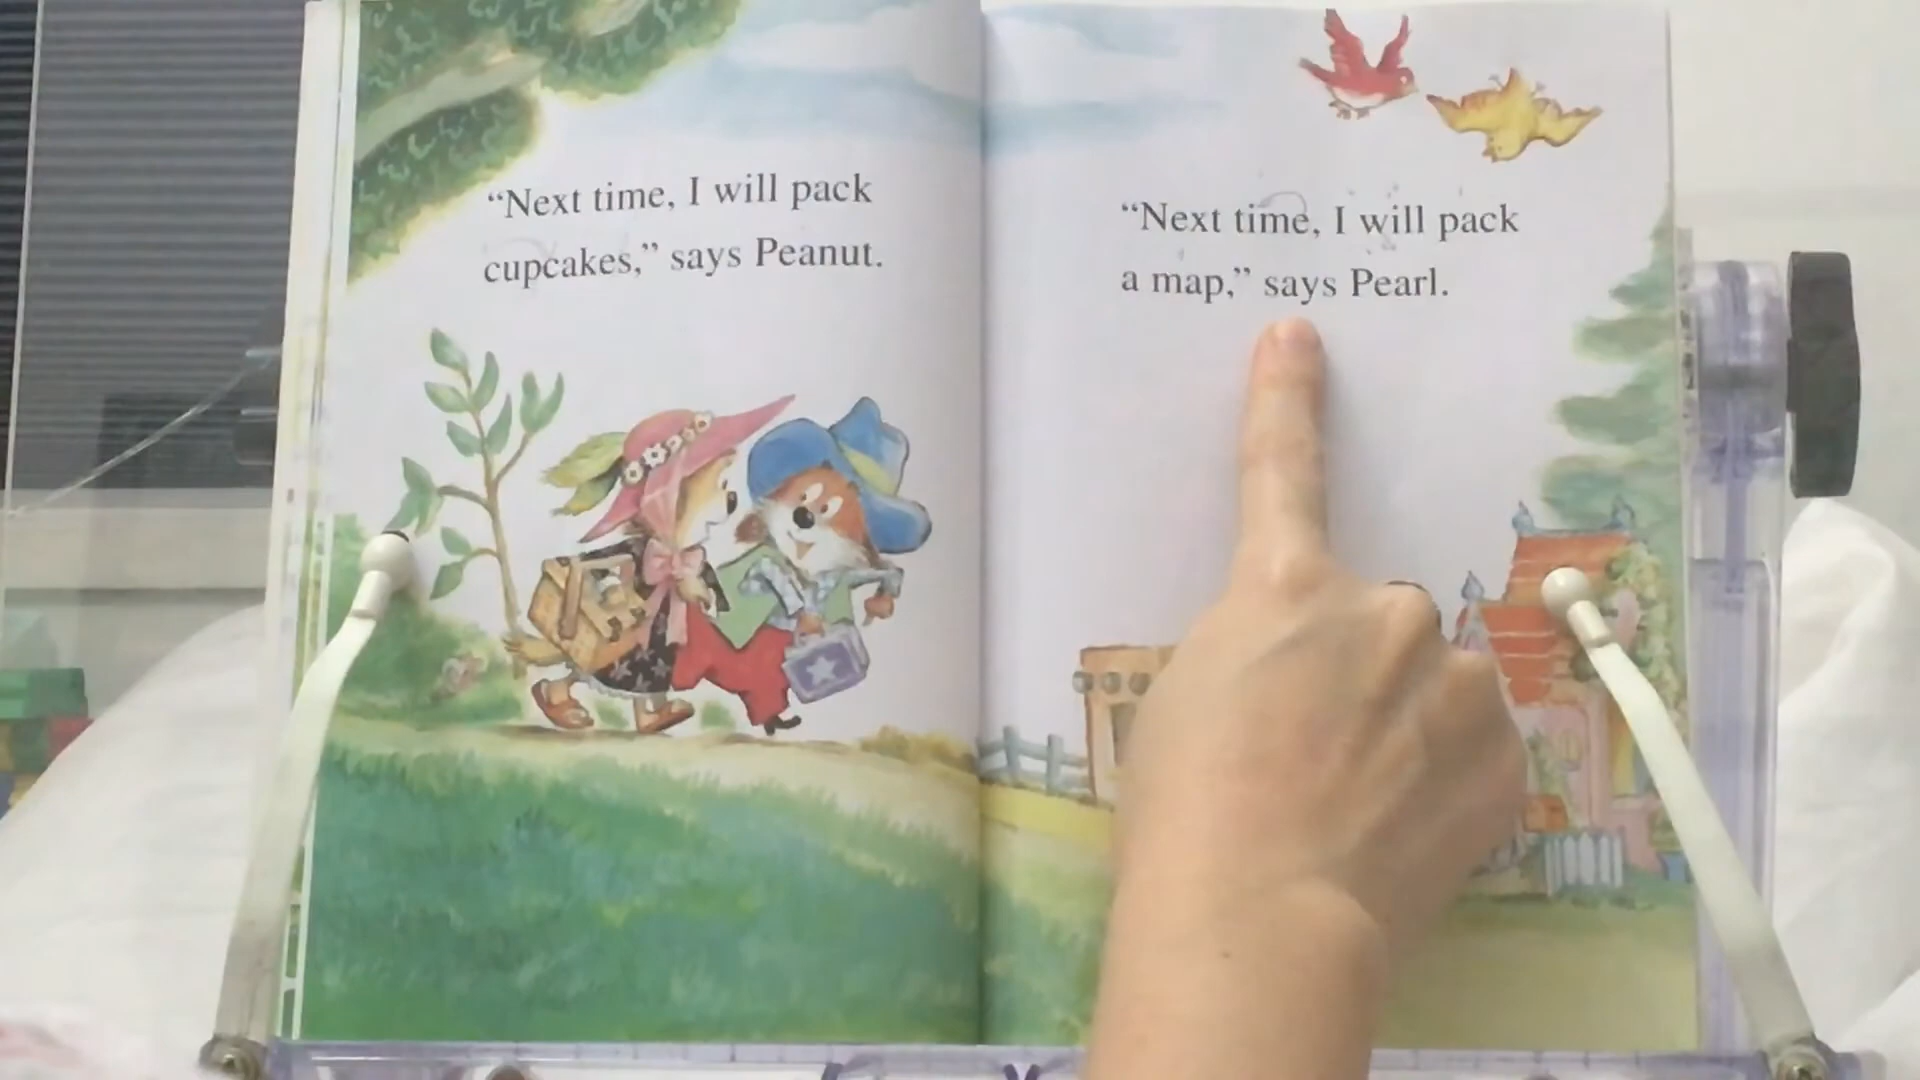 “Next time, I will pack
cupcakes,” says Peanut.
“Next time, I will pack
a map,” says Pearl.